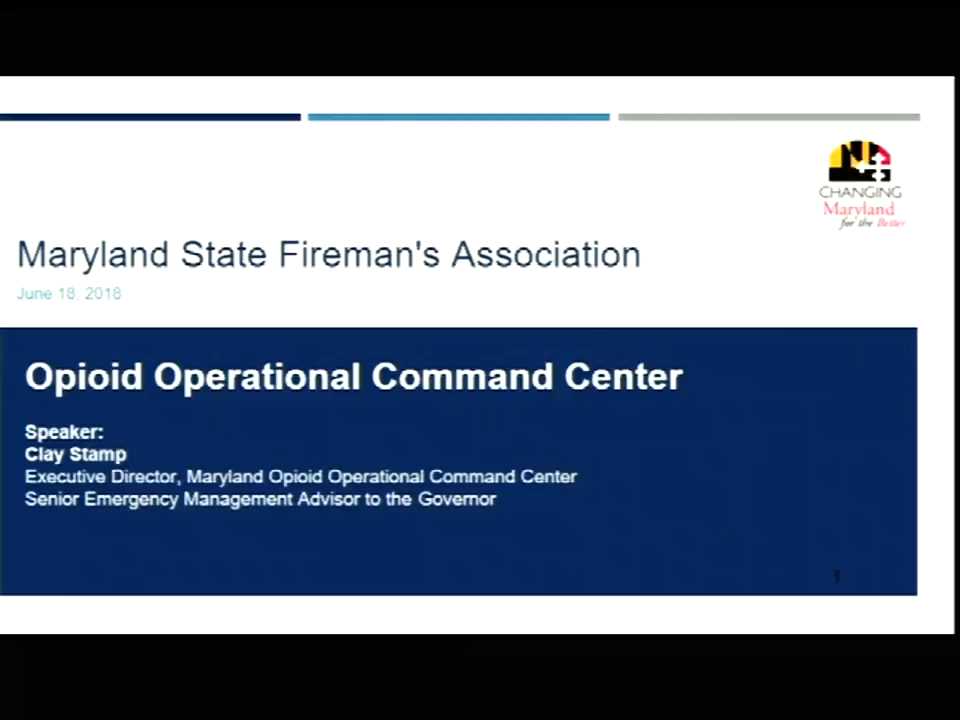 CHANGING
Maryland
for the Better
Maryland State Fireman's Association
June 18, 2018
Opioid Operational Command Center
Speaker:
Clay Stamp
Executive Director, Maryland Opioid Operational Command Center
Senior Emergency Management Advisor to the Governor
1